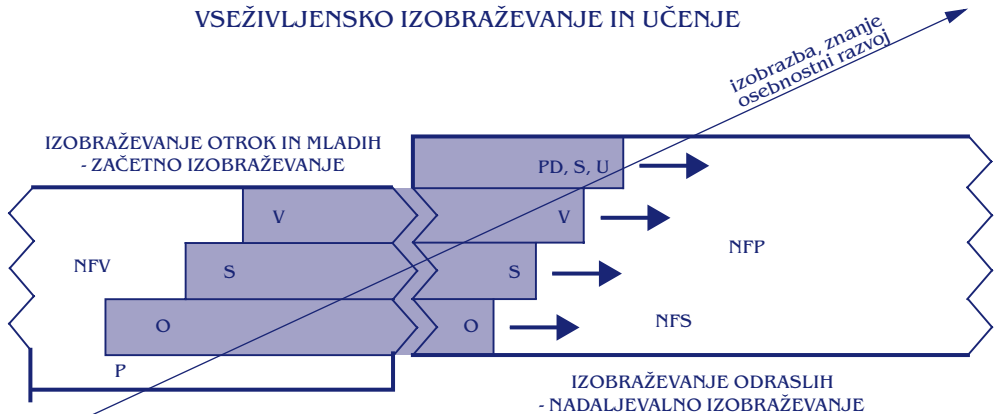 VSEŽIVLJENSKO IZOBRAŽEVANJE IN UČENJE
izobrazba, znanje
osebnostni razvoj
IZOBRAŽEVANJE OTROK IN MLADIH
- ZAČETNO IZOBRAŽEVANJE
PD, S, U
V
V
NFP
NFV
S
S
NFS
O
O
P
IZOBRAŽEVANJE ODRASLIH
- NADALJEVALNO IZOBRAŽEVANJE